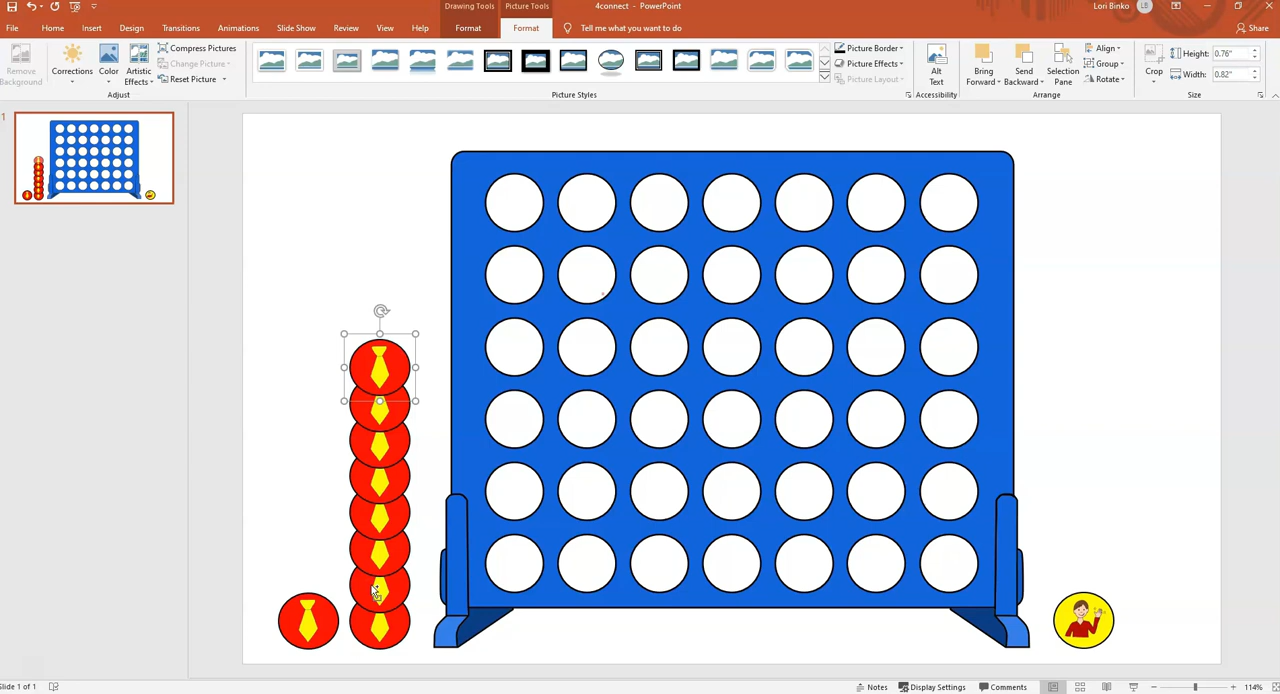 4connect - PowerPoint
Drawing Tools
Picture Tools
Lori Binko
LB
File
Home
Insert
Design
Transitions
Animations
Slide Show
Review
View
Help
Format
Format
Tell me what you want to do
Share
Remove
Background
Corrections
Color
Artistic
Effects
Compress Pictures
Change Picture
Reset Picture
Adjust
Picture Styles
Picture Border
Picture Effects
Picture Layout
Alt
Text
Accessibility
Bring
Forward
Send
Backward
Selection
Pane
Align
Group
Rotate
Arrange
Crop
Height: 0.76"
Width: 0.82"
Size
1
Slide 1 of 1
Notes
Display Settings
Comments
114%